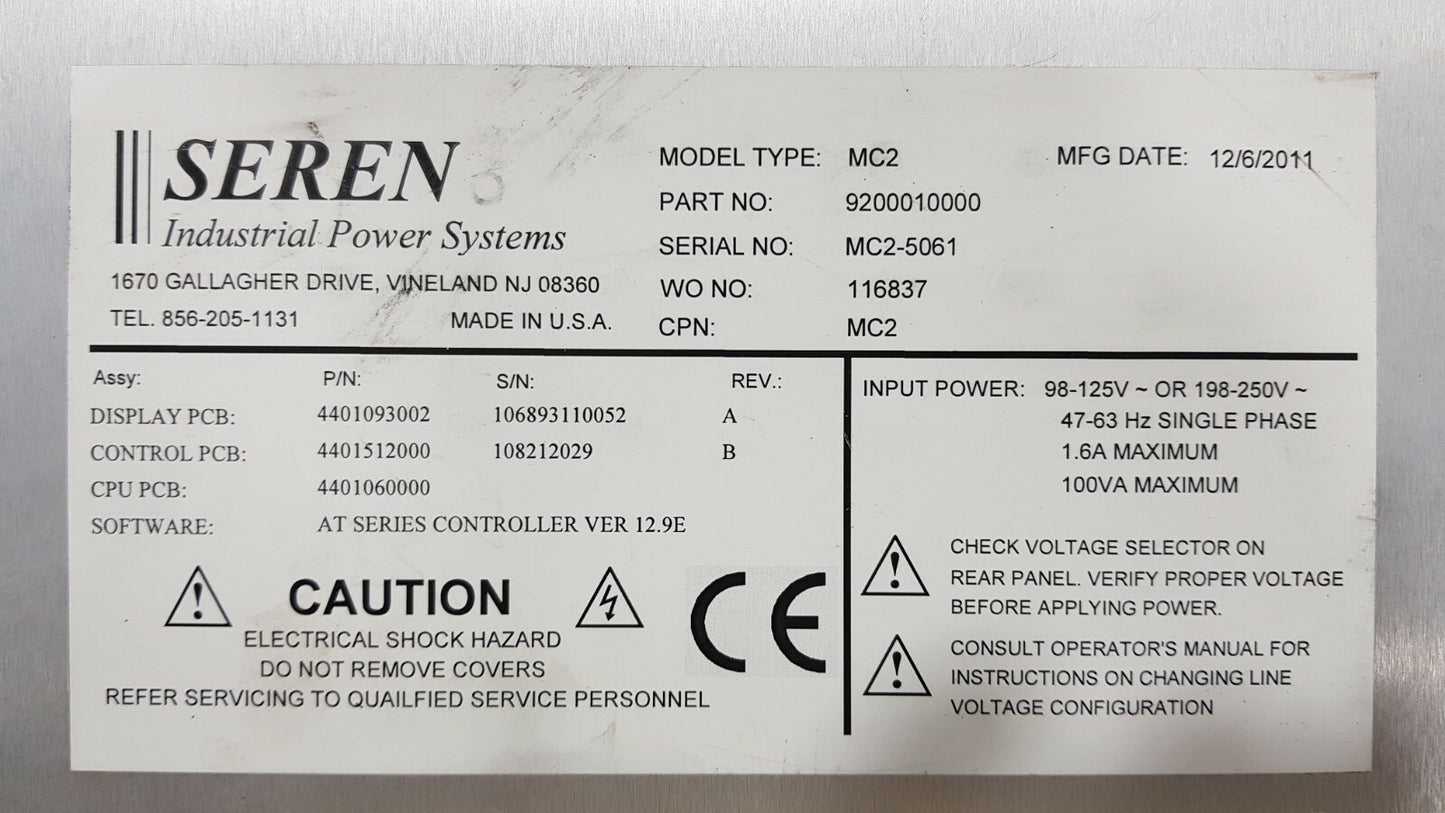 SEREN
Industrial Power Systems
1670 GALLAGHER DRIVE, VINELAND NJ 08360
TEL. 856-205-1131 MADE IN U.S.A.
MODEL TYPE: MC2 MFG DATE: 12/6/2011
PART NO: 9200010000
SERIAL NO: MC2-5061
WO NO: 116837
CPN: MC2
Assy: P/N: S/N: REV.:
DISPLAY PCB: 4401093002 106893110052 A
CONTROL PCB: 4401512000 108212029 B
CPU PCB: 4401060000
SOFTWARE: AT SERIES CONTROLLER VER 12.9E
CAUTION
ELECTRICAL SHOCK HAZARD
DO NOT REMOVE COVERS
REFER SERVICING TO QUAILFIED SERVICE PERSONNEL
CE
INPUT POWER: 98-125V ~ OR 198-250V ~
47-63 Hz SINGLE PHASE
1.6A MAXIMUM
100VA MAXIMUM
CHECK VOLTAGE SELECTOR ON
REAR PANEL. VERIFY PROPER VOLTAGE
BEFORE APPLYING POWER.
CONSULT OPERATOR'S MANUAL FOR
INSTRUCTIONS ON CHANGING LINE
VOLTAGE CONFIGURATION